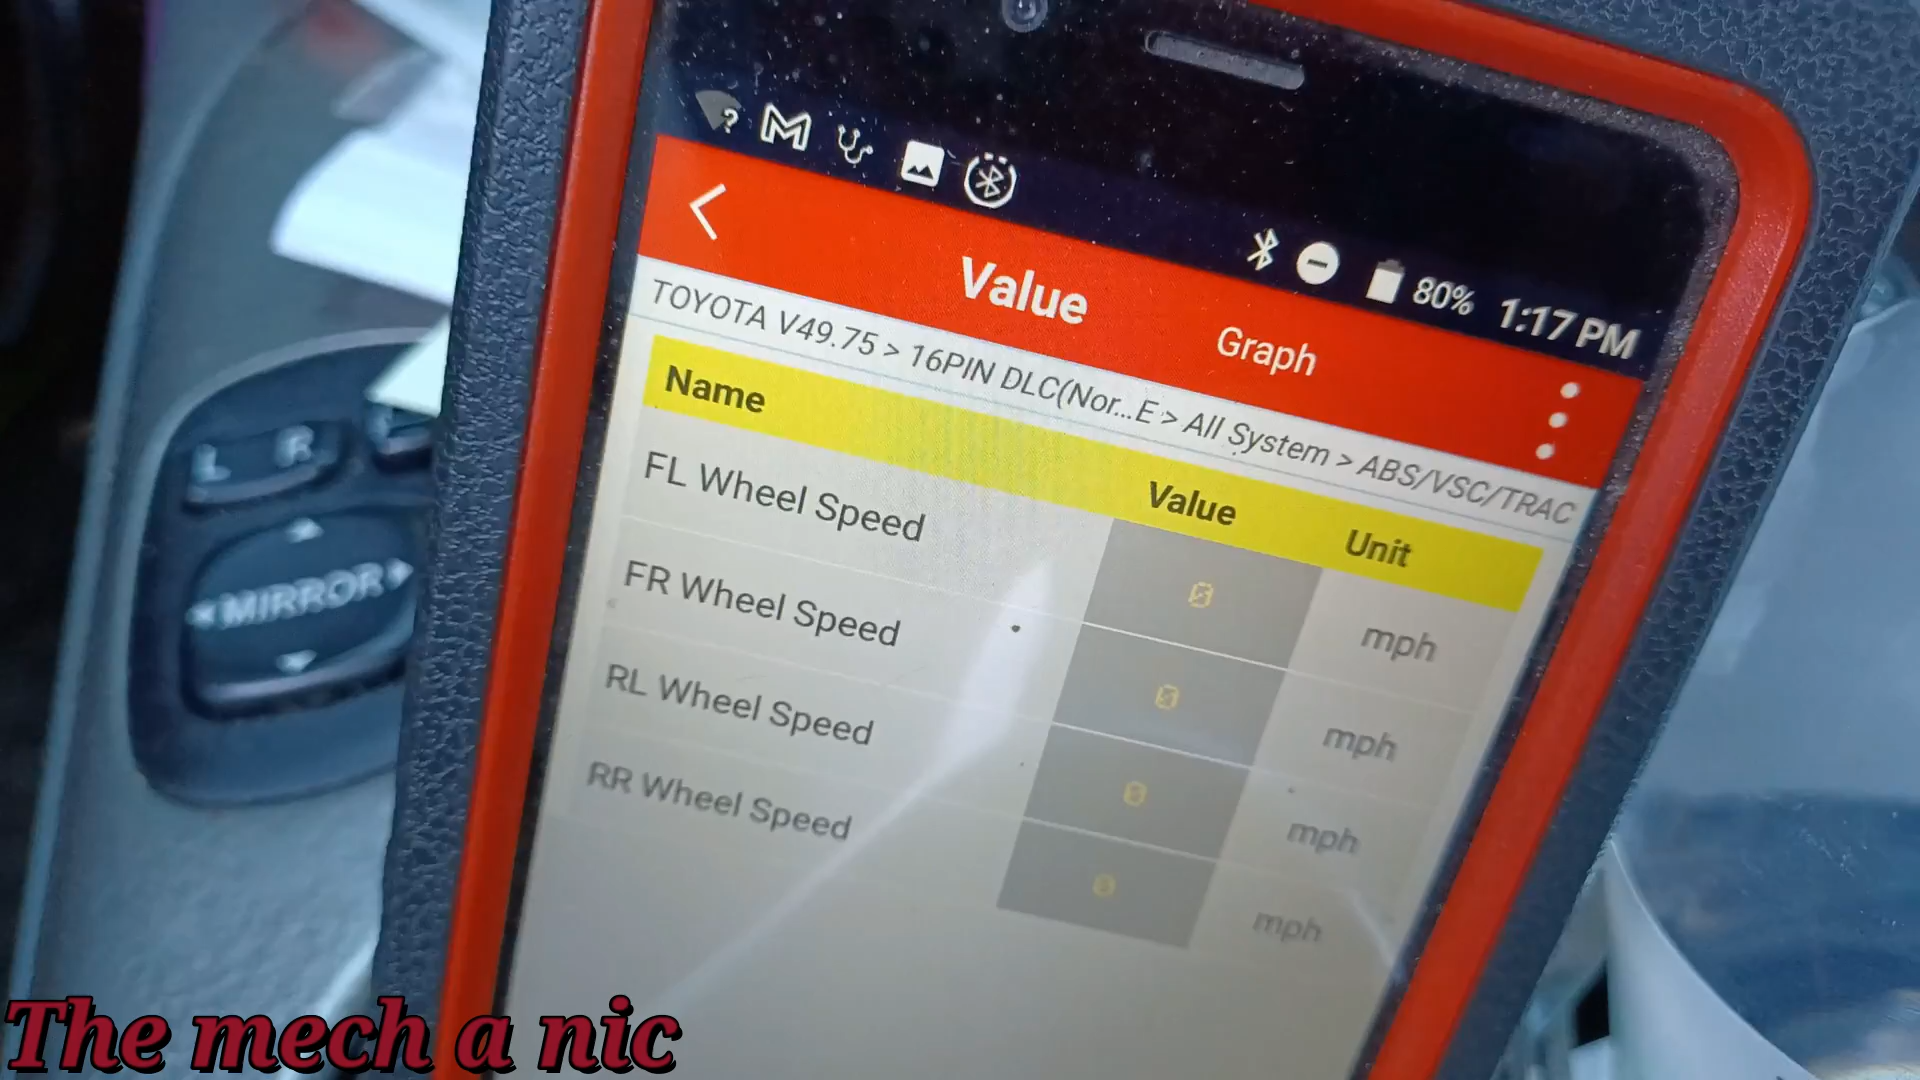 80% 1:17 PM
Value Graph
TOYOTA V49.75 > 16PIN DLC(Nor...E > All System > ABS/VSC/TRAC
Name Value Unit
FL Wheel Speed 0 mph
FR Wheel Speed 0 mph
RL Wheel Speed 0 mph
RR Wheel Speed 0 mph
L R
MIRROR
The mech a nic